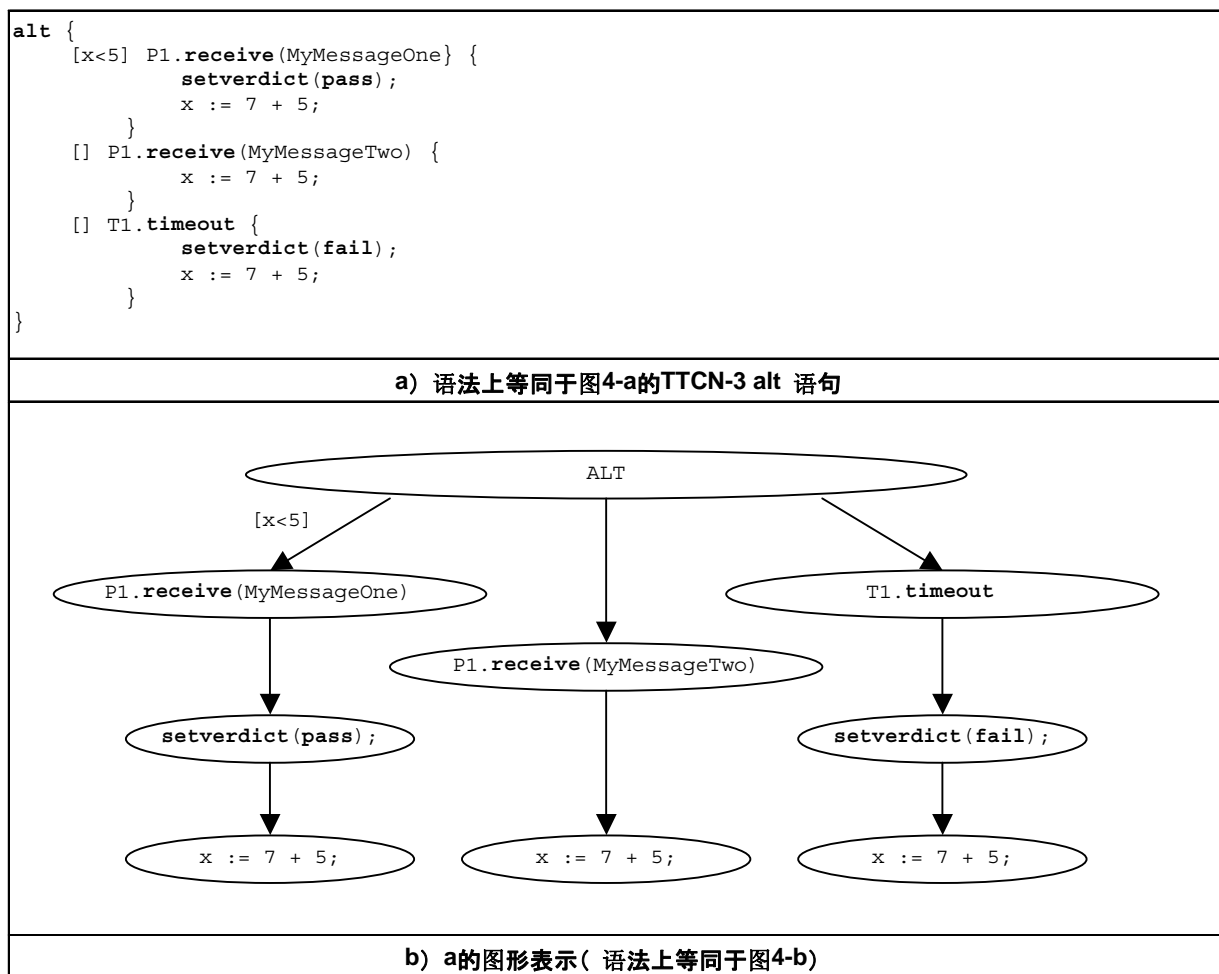 alt {
[x<5] P1.receive(MyMessageOne} {
setverdict(pass);
x := 7 + 5;
}
[] P1.receive(MyMessageTwo) {
x := 7 + 5;
}
[] T1.timeout {
setverdict(fail);
x := 7 + 5;
}
}
a）语法上等同于图4-a的TTCN-3 alt 语句
ALT
[x<5]
P1.receive(MyMessageOne)
T1.timeout
P1.receive(MyMessageTwo)
setverdict(pass);
setverdict(fail);
x := 7 + 5;
x := 7 + 5;
x := 7 + 5;
b）a的图形表示( 语法上等同于图4-b）